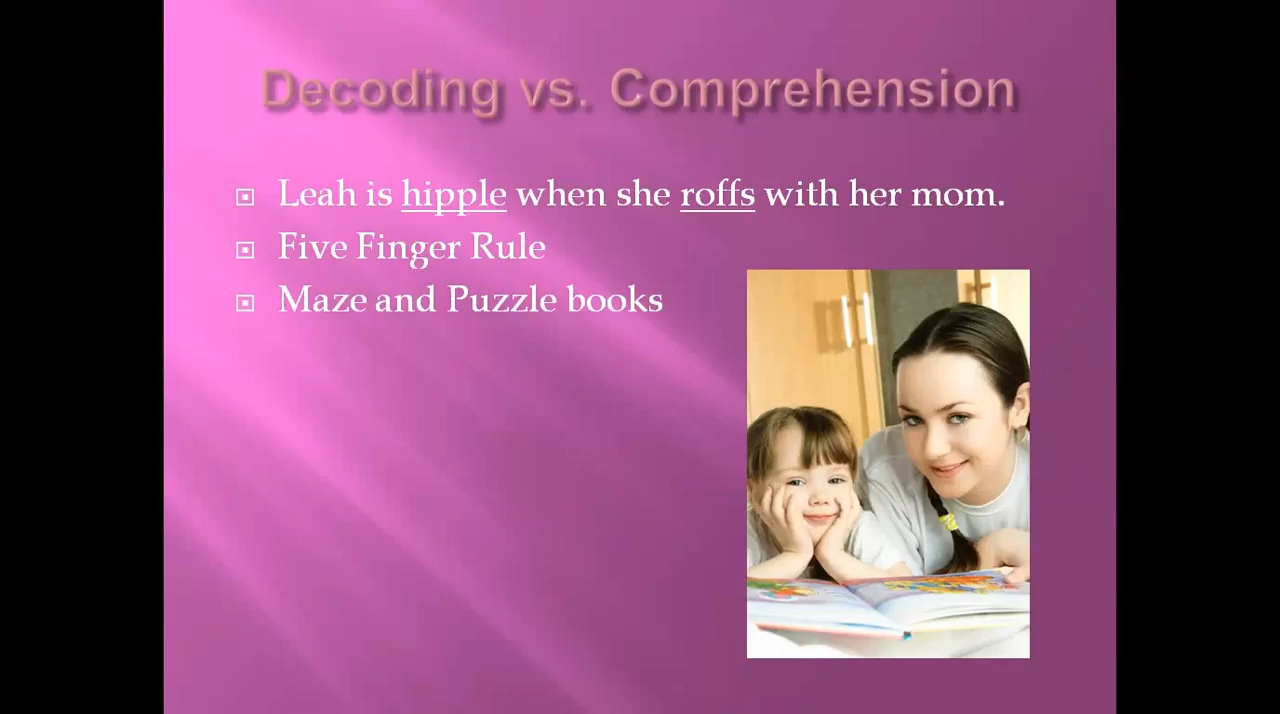 Decoding vs. Comprehension
Leah is hipple when she roffs with her mom.
Five Finger Rule
Maze and Puzzle books